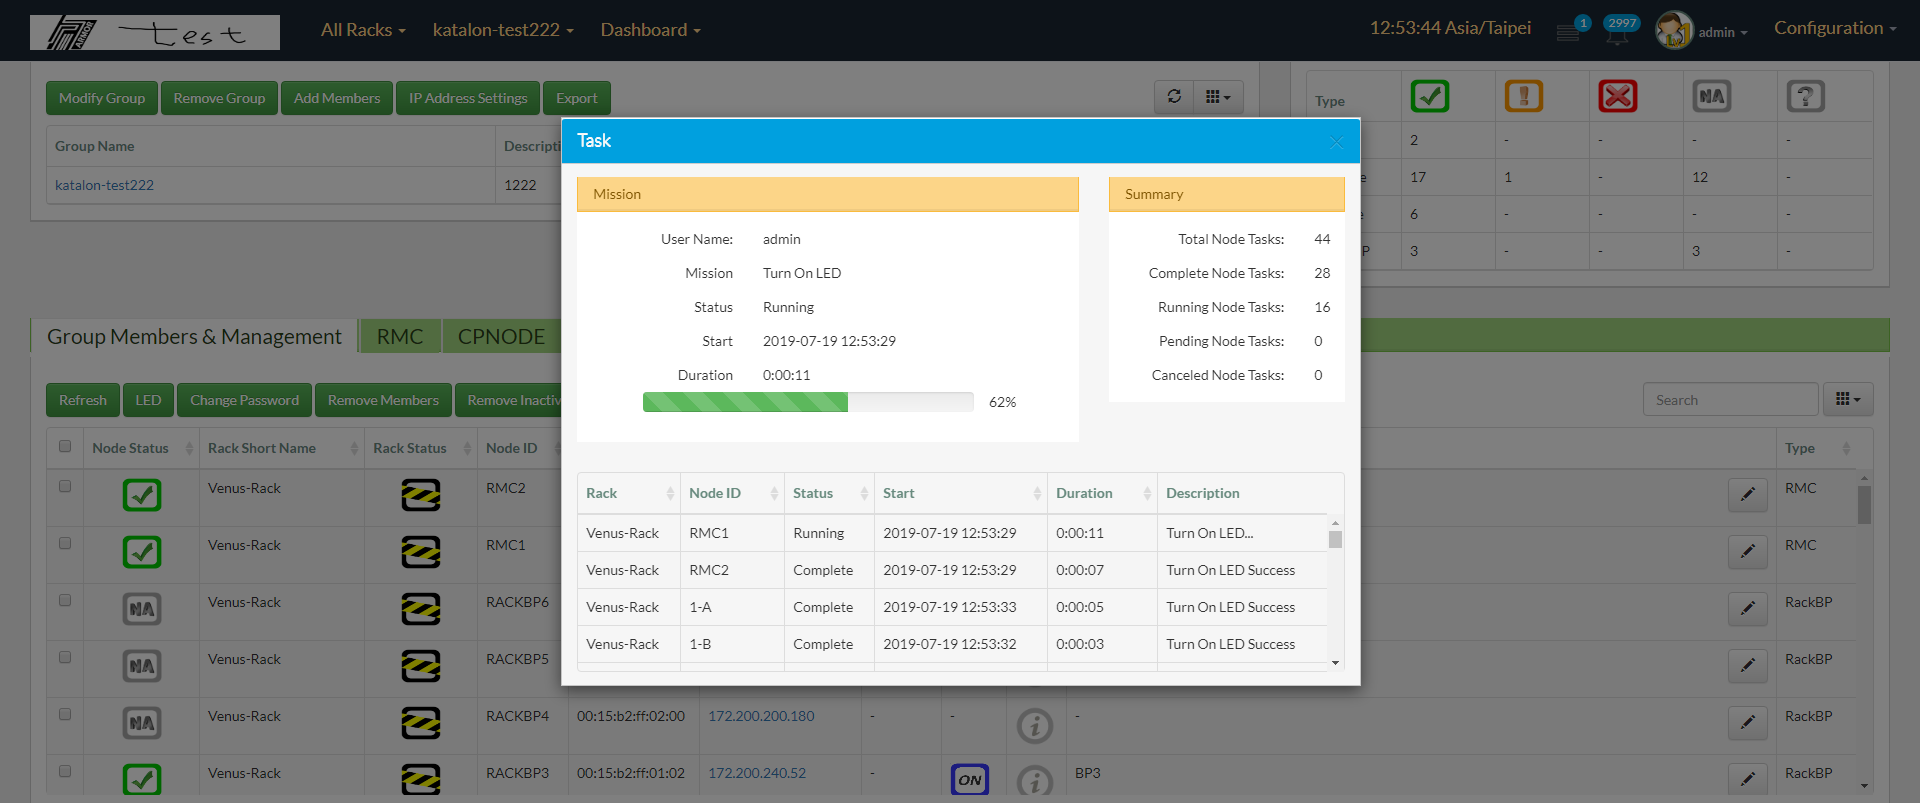 ARMOR test All Racks katalon-test222 Dashboard 12:53:44 Asia/Taipei 1 2997 admin Configuration
Modify Group Remove Group Add Members IP Address Settings Export
Group Name
katalon-test222 1222
Type NA ?
2 - - - -
17 1 - 12 -
6 - - - -
3 - - 3 -
Task ×
Mission
User Name: admin
Mission Turn On LED
Status Running
Start 2019-07-19 12:53:29
Duration 0:00:11
62%
Summary
Total Node Tasks: 44
Complete Node Tasks: 28
Running Node Tasks: 16
Pending Node Tasks: 0
Canceled Node Tasks: 0
Rack Node ID Status Start Duration Description
Venus-Rack RMC1 Running 2019-07-19 12:53:29 0:00:11 Turn On LED...
Venus-Rack RMC2 Complete 2019-07-19 12:53:29 0:00:07 Turn On LED Success
Venus-Rack 1-A Complete 2019-07-19 12:53:33 0:00:05 Turn On LED Success
Venus-Rack 1-B Complete 2019-07-19 12:53:32 0:00:03 Turn On LED Success
Group Members & Management RMC CPNODE
Refresh LED Change Password Remove Members Remove Inactiv Search
Node Status Rack Short Name Rack Status Node ID Type
Venus-Rack RMC2 RMC
Venus-Rack RMC1 RMC
NA Venus-Rack RACKBP6 RackBP
NA Venus-Rack RACKBP5 RackBP
NA Venus-Rack RACKBP4 00:15:b2:ff:02:00 172.200.200.180 - - i - RackBP
Venus-Rack RACKBP3 00:15:b2:ff:01:02 172.200.240.52 - ON i BP3 RackBP